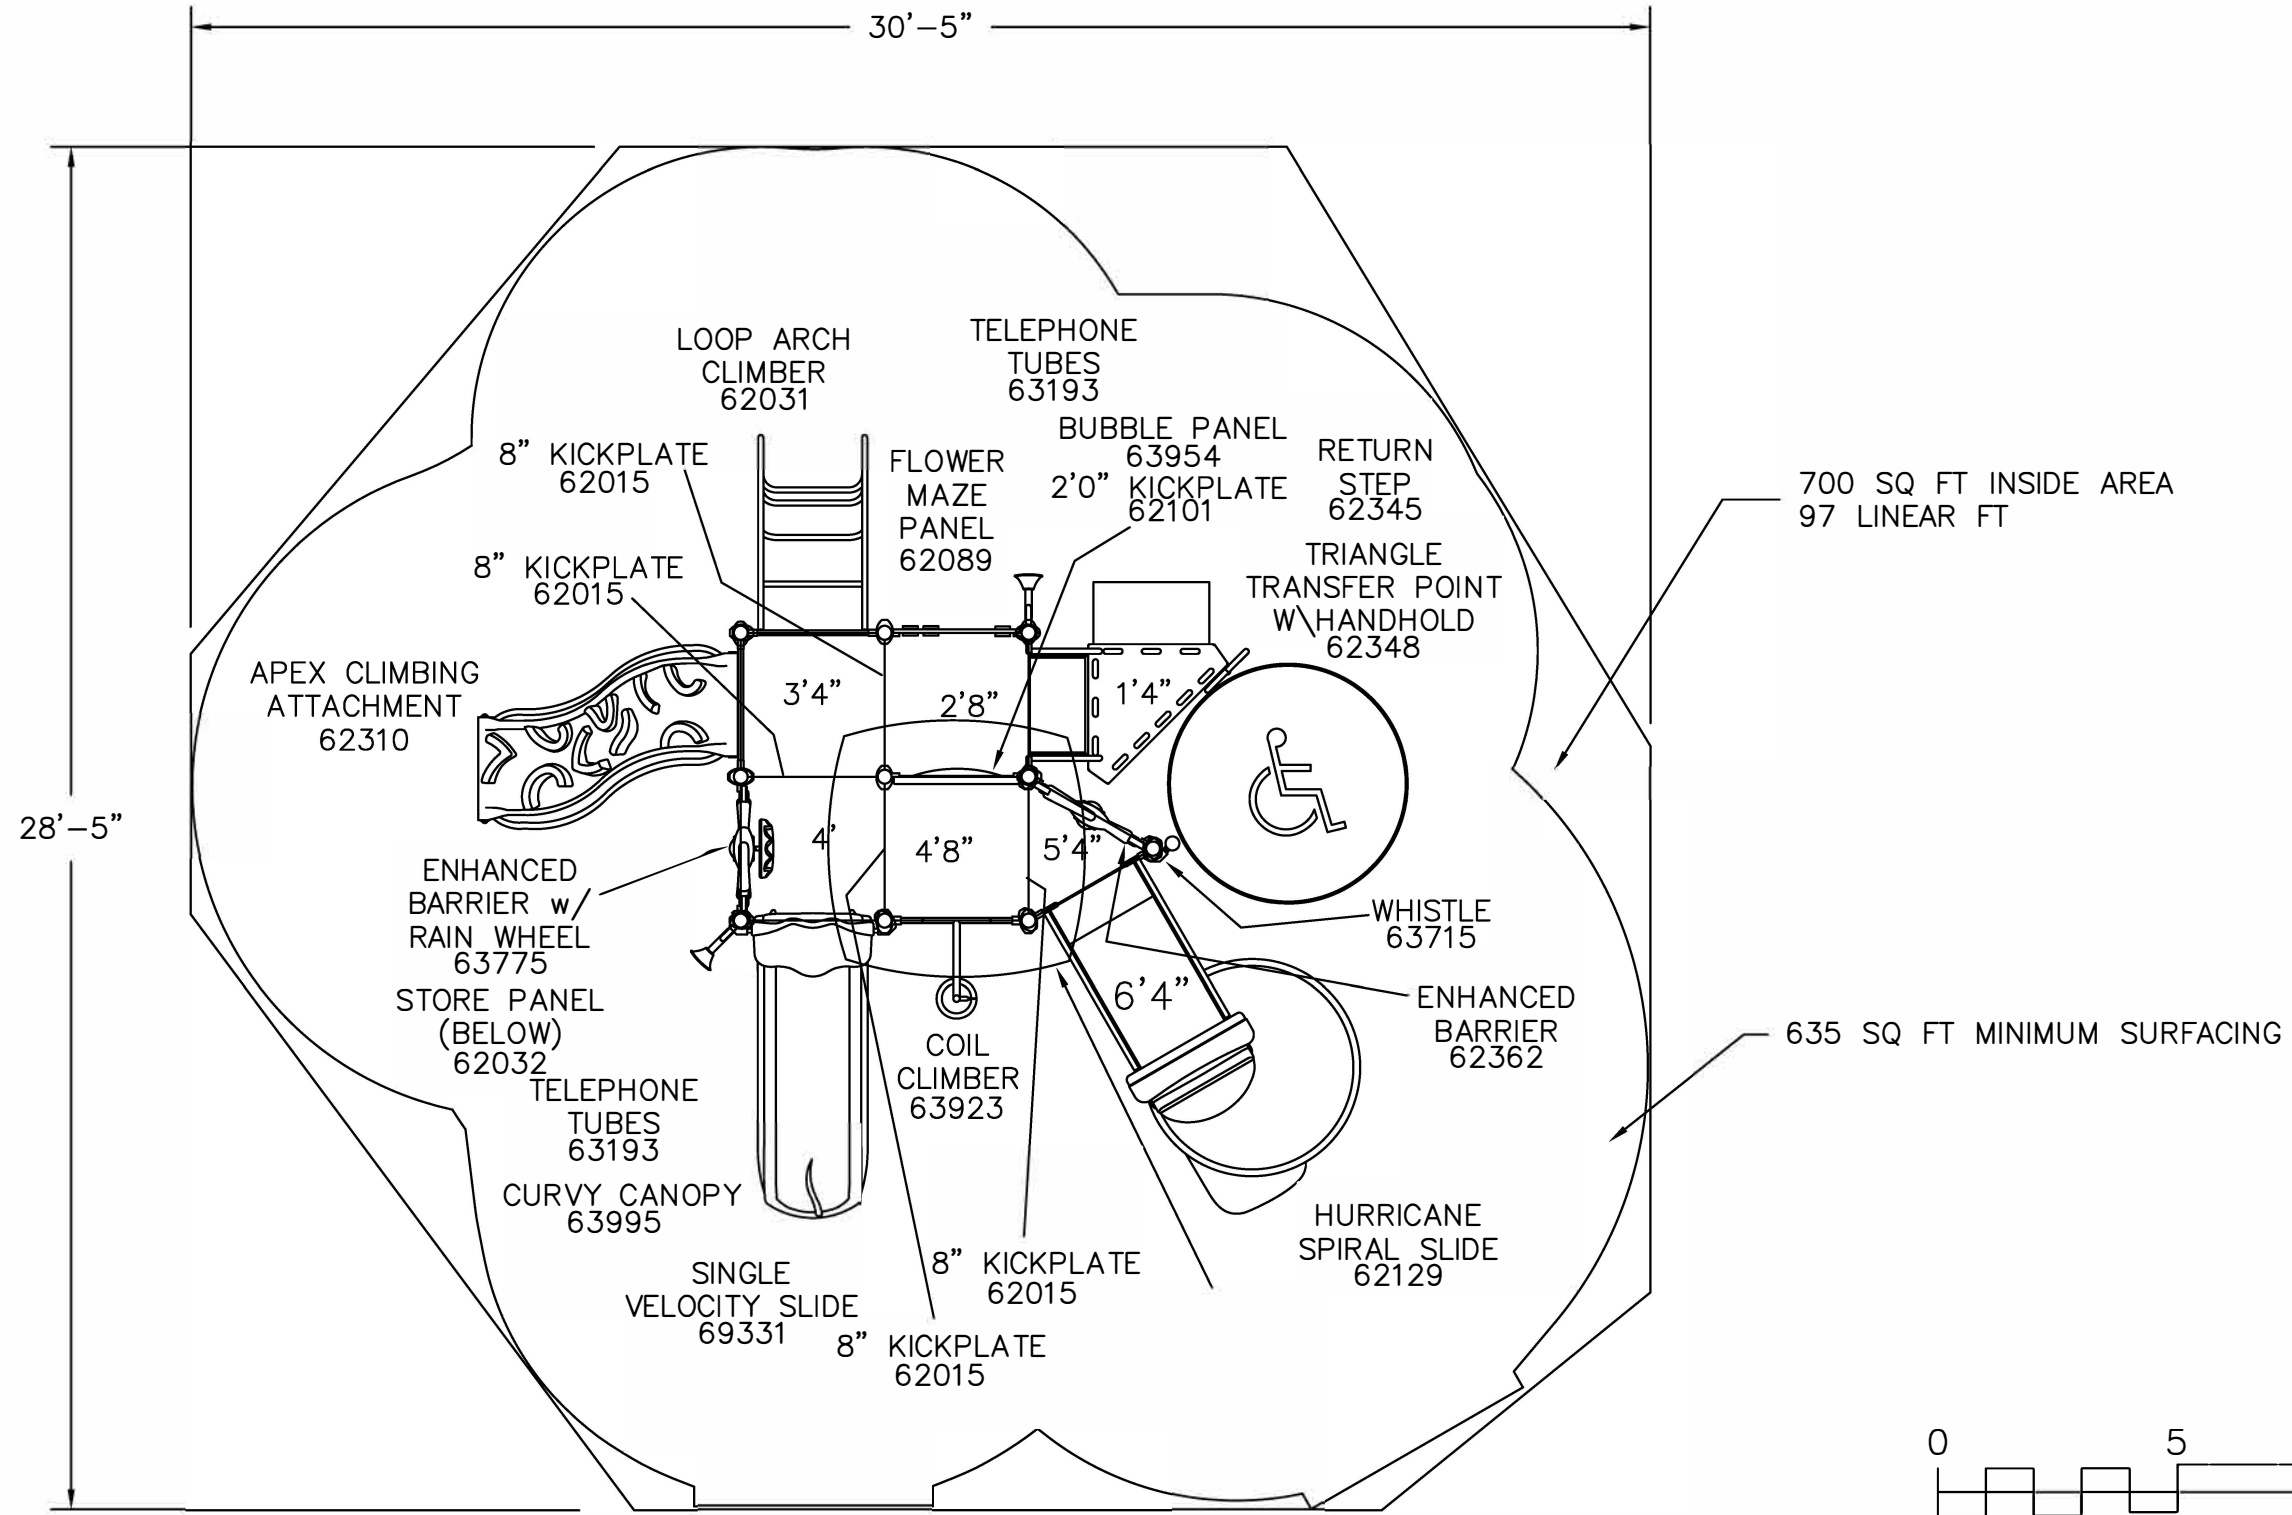 30'-5"
28'-5"
LOOP ARCH
CLIMBER
62031
TELEPHONE
TUBES
63193
8" KICKPLATE
62015
FLOWER
MAZE
PANEL
62089
BUBBLE PANEL
63954
2'0" KICKPLATE
62101
RETURN
STEP
62345
TRIANGLE
TRANSFER POINT
W\HANDHOLD
62348
8" KICKPLATE
62015
700 SQ FT INSIDE AREA
97 LINEAR FT
APEX CLIMBING
ATTACHMENT
62310
3'4"
2'8"
1'4"
4'
4'8"
5'4"
6'4"
ENHANCED
BARRIER w/
RAIN WHEEL
63775
STORE PANEL
(BELOW)
62032
TELEPHONE
TUBES
63193
CURVY CANOPY
63995
SINGLE
VELOCITY SLIDE
69331
COIL
CLIMBER
63923
8" KICKPLATE
62015
8" KICKPLATE
62015
WHISTLE
63715
ENHANCED
BARRIER
62362
HURRICANE
SPIRAL SLIDE
62129
635 SQ FT MINIMUM SURFACING
0 5